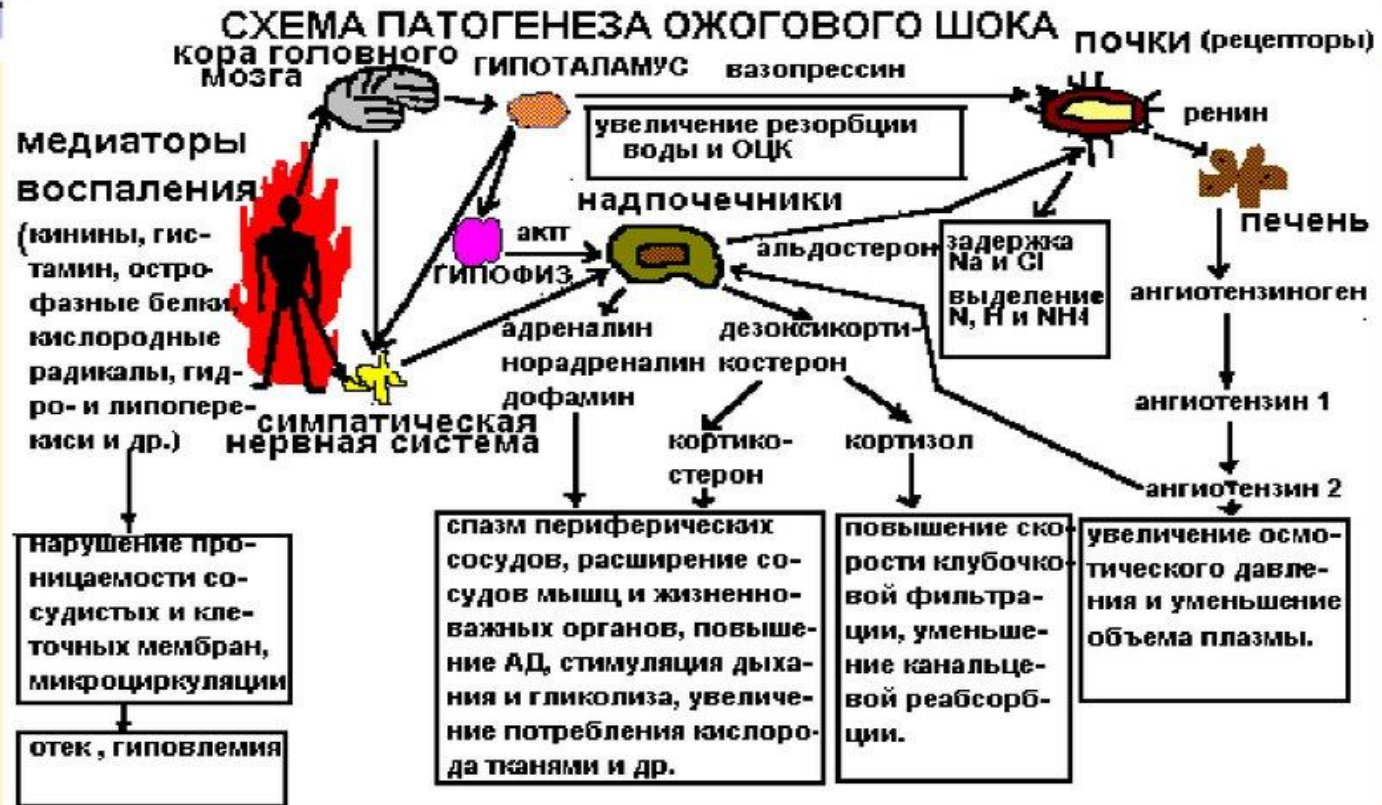 СХЕМА ПАТОГЕНЕЗА ОЖОГОВОГО ШОКА
кора головного
мозга
ГИПОТАЛАМУС
вазопрессин
ПОЧКИ (рецепторы)
увеличение резорбции
воды и ОЦК
ренин
печень
медиаторы
воспаления
(кинины, гис-
тамин, остро-
фазные белки,
кислородные
радикалы, гид-
ро- и липопере-
киси и др.)
надпочечники
актг
ГИПОФИЗ
альдостерон
задержка
Na и Cl
выделение
N, H и NH4
ангиотензиноген
ангиотензин 1
ангиотензин 2
адреналин
норадреналин
дофамин
дезоксикорти-
костерон
симпатическая
нервная система
кортико-
стерон
кортизол
нарушение про-
ницаемости со-
судистых и кле-
точных мембран,
микроциркуляции
отек , гиповлемия
спазм периферических
сосудов, расширение со-
судов мышц и жизненно-
важных органов, повыше-
ние АД, стимуляция дыха-
ния и гликолиза, увеличе-
ние потребления кислоро-
да тканями и др.
повышение ско-
рости клубочко-
вой фильтра-
ции, уменьше-
ние канальце-
вой реабсорб-
ции.
увеличение осмо-
тического давле-
ния и уменьшение
объема плазмы.